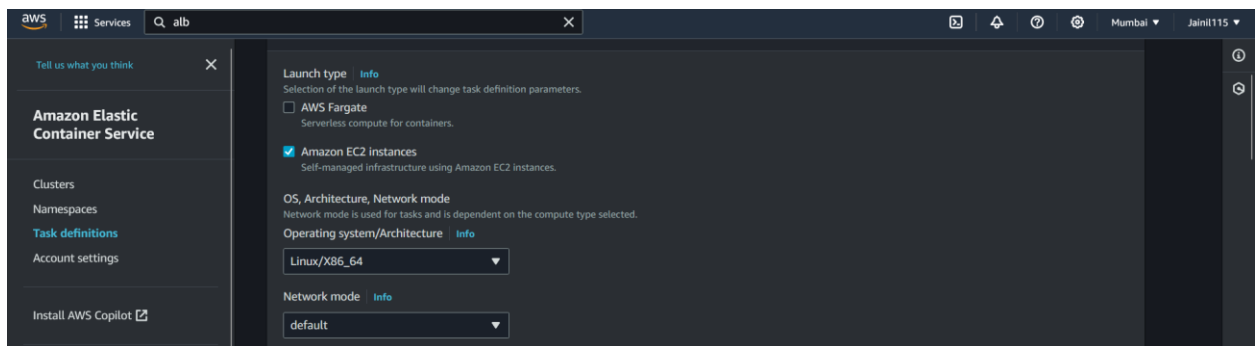 aws Services alb Mumbai ▼ Jainil115 ▼
Tell us what you think
Amazon Elastic
Container Service
Clusters
Namespaces
Task definitions
Account settings
Install AWS Copilot
Launch type Info
Selection of the launch type will change task definition parameters.
AWS Fargate
Serverless compute for containers.
Amazon EC2 instances
Self-managed infrastructure using Amazon EC2 instances.
OS, Architecture, Network mode
Network mode is used for tasks and is dependent on the compute type selected.
Operating system/Architecture Info
Linux/X86_64
Network mode Info
default